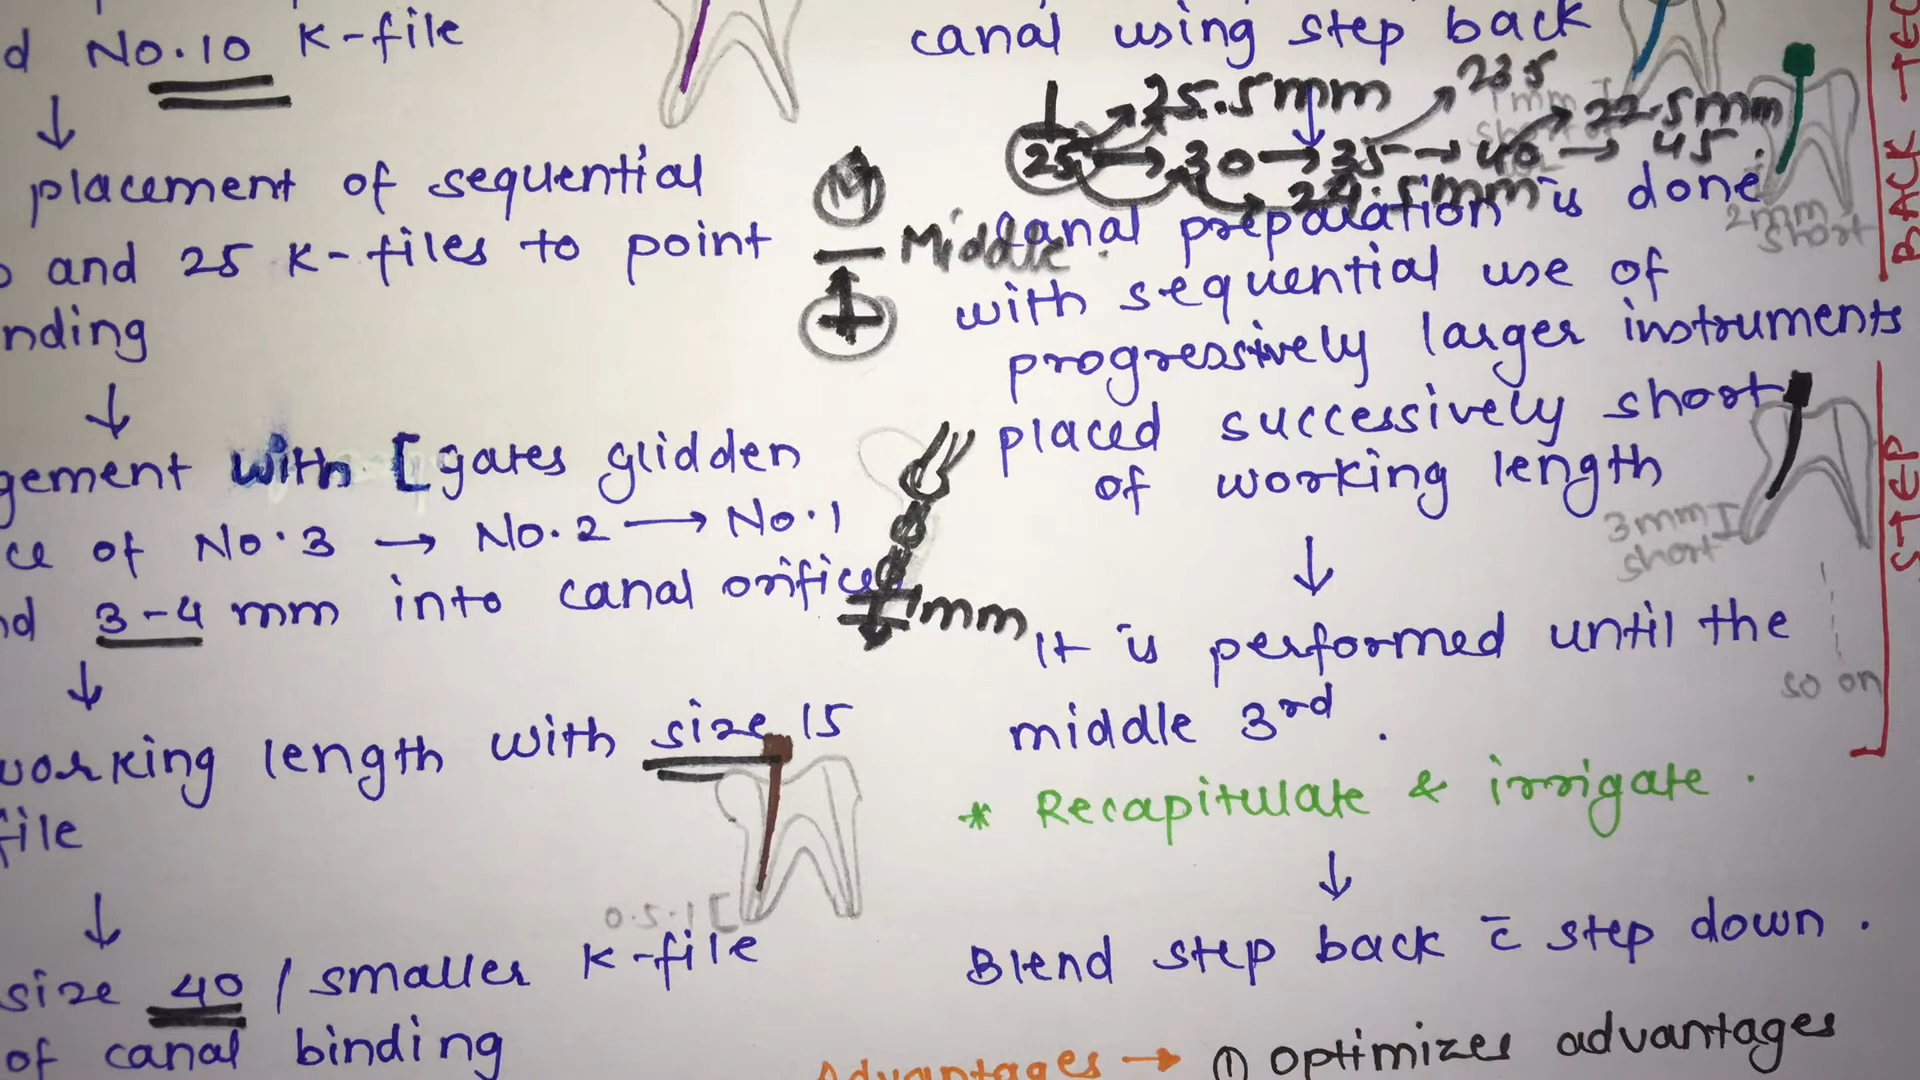 d No.10 K-file
↓
placement of sequential
and 25 K-files to point
nding
↓
gement with [gates glidden
ce of No.3 → No.2 → No.1
nd 3-4 mm into canal orifices
↓
working length with size 15
file
0.5-1 [
↓
size 40 / smaller K-file
of canal binding
M
Middle
1mm
canal using step back
25.5mm
235
22.5mm
25 → 30 → 35 → 40 → 45
24.5mm
1mm
short
2mm
short
canal preparation is done
with sequential use of
progressively larger instruments
placed successively short
of working length
3mm
short
so on
↓
It is performed until the
middle 3rd.
* Recapitulate & irrigate.
↓
Blend step back c̄ step down.
Advantages → ① optimizes advantages
STEP BACK TEC